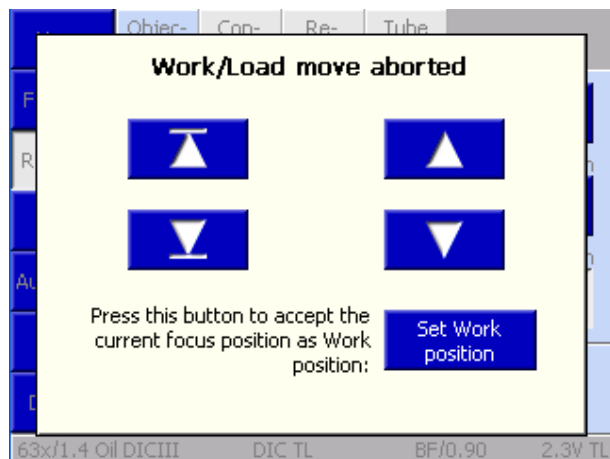 Objec- Con- Re- Tube
Work/Load move aborted
Press this button to accept the
current focus position as Work
position:
Set Work
position
63x/1.4 Oil DICIII DIC TL BF/0.90 2.3V TL